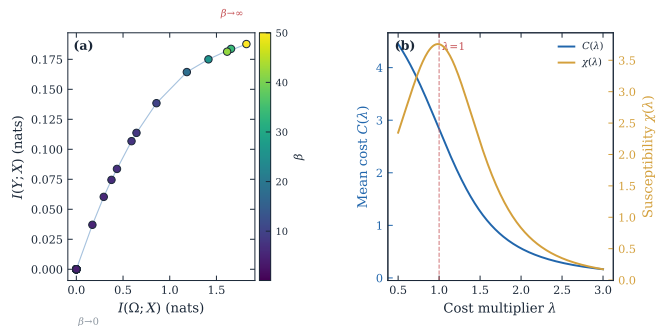 β→∞
(a)
0.175
0.150
0.125
0.100
0.075
0.050
0.025
0.000
I(Y; X) (nats)
0.0 0.5 1.0 1.5
I(Ω; X) (nats)
β→0
50
40
30
20
10
β
(b)
λ=1
C(λ)
χ(λ)
4
3
2
1
0
Mean cost C(λ)
3.5
3.0
2.5
2.0
1.5
1.0
0.5
0.0
Susceptibility χ(λ)
0.5 1.0 1.5 2.0 2.5 3.0
Cost multiplier λ